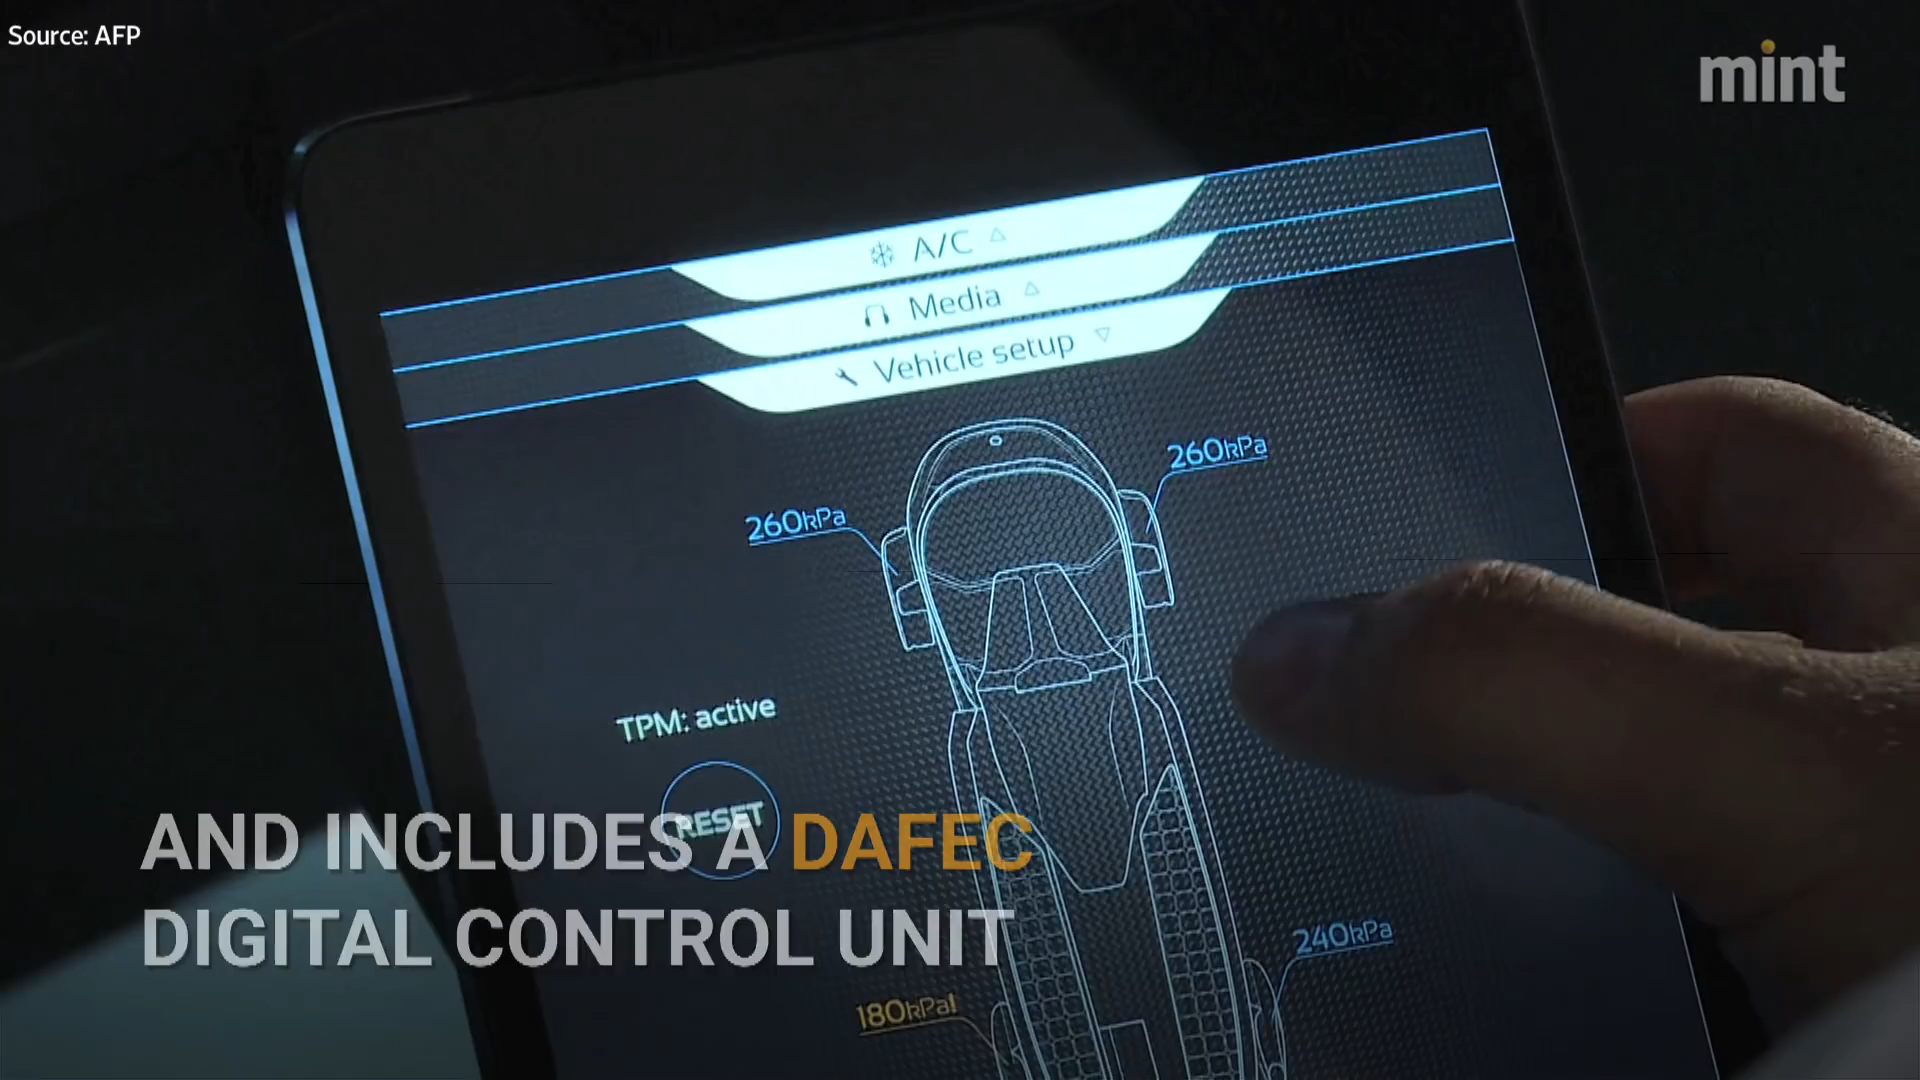 Source: AFP
mint
A/C
Media
Vehicle setup
260kPa
260kPa
TPM: active
RESET
AND INCLUDES A DAFEC
DIGITAL CONTROL UNIT
240kPa
180kPa!